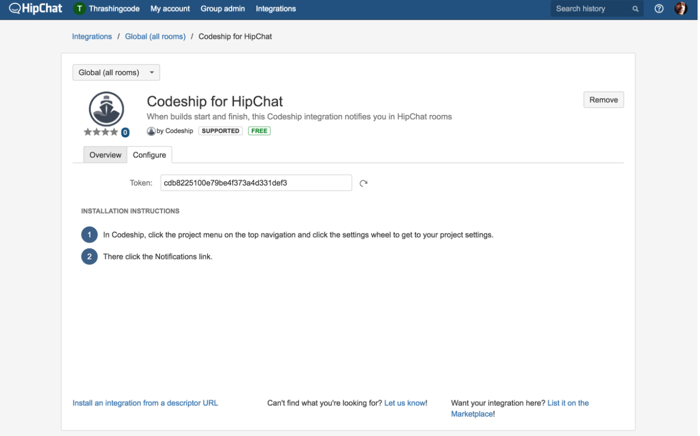 HipChat T Thrashingcode My account Group admin Integrations Search history
Integrations / Global (all rooms) / Codeship for HipChat
Global (all rooms)
Codeship for HipChat
Remove
When builds start and finish, this Codeship integration notifies you in HipChat rooms
0 by Codeship SUPPORTED FREE
Overview Configure
Token: cdb8225100e79be4f373a4d331def3
INSTALLATION INSTRUCTIONS
1 In Codeship, click the project menu on the top navigation and click the settings wheel to get to your project settings.
2 There click the Notifications link.
Install an integration from a descriptor URL Can't find what you're looking for? Let us know! Want your integration here? List it on the
Marketplace!